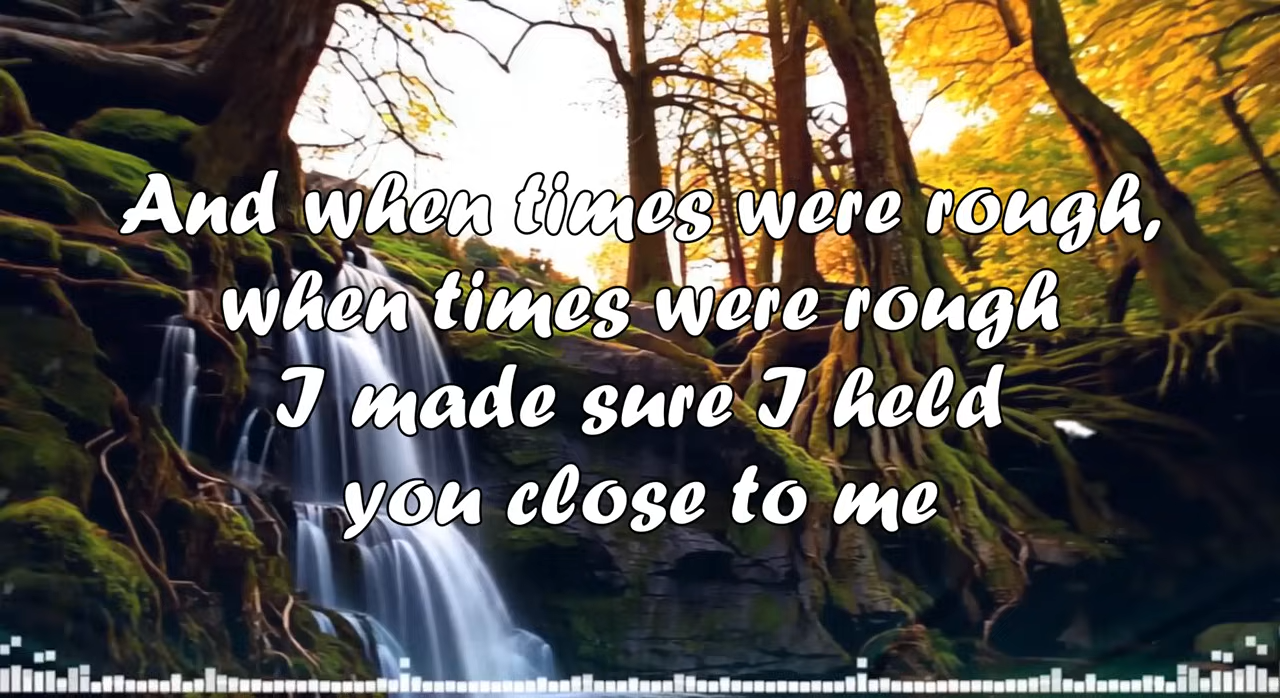 And when times were rough,
when times were rough
I made sure I held
you close to me